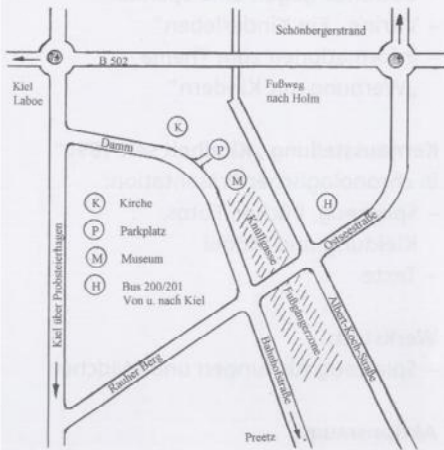 Schönbergerstrand
B 502
Kiel
Laboe
Fußweg
nach Holm
Damm
K
P
M
H
K Kirche
P Parkplatz
M Museum
H Bus 200/201
Von u. nach Kiel
Knüllgasse
Ostseestraße
Kiel über Probsteierhagen
Fußgängerzone
Albert-Koch-Straße
Rauher Berg
Bahnhofstraße
Preetz